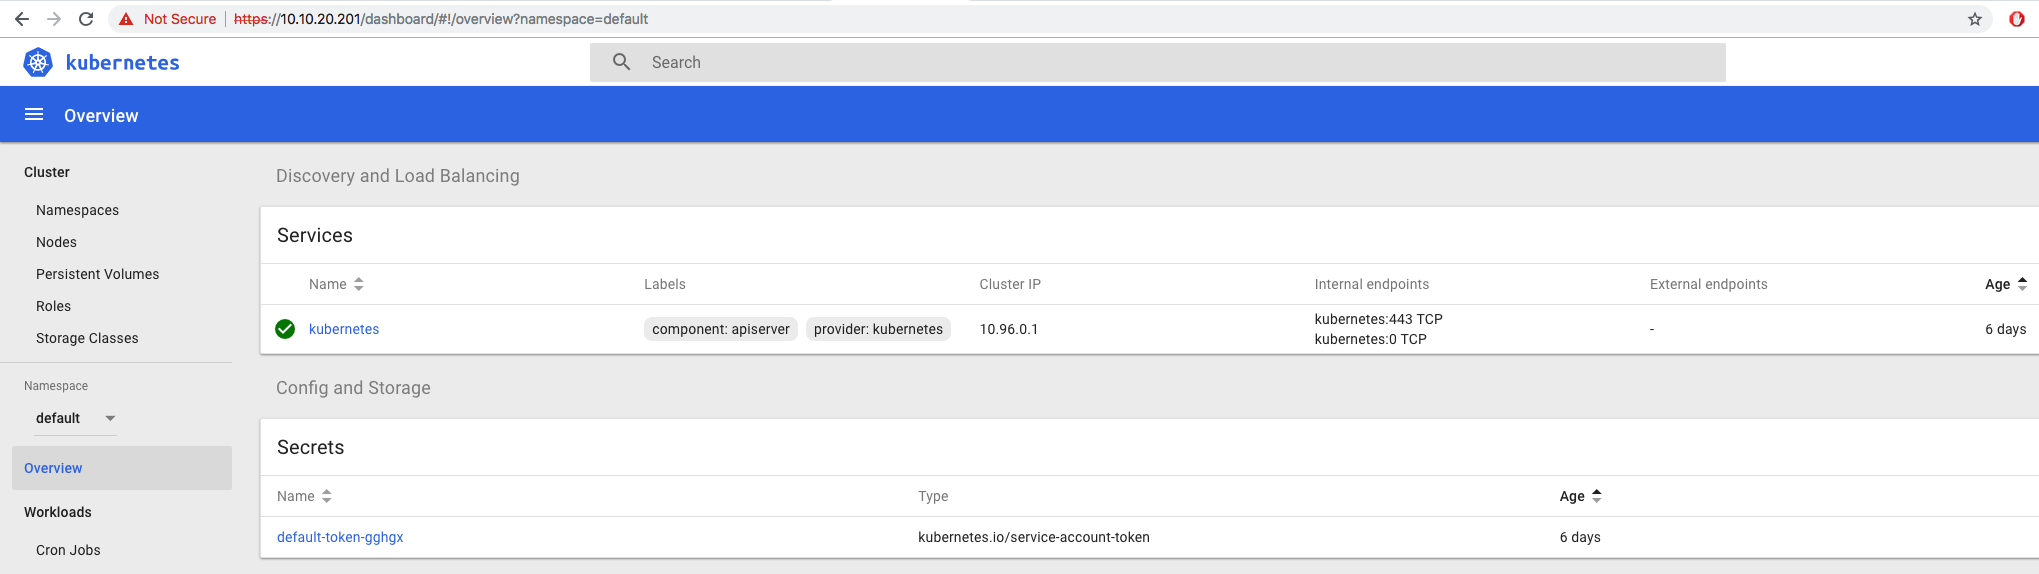 Not Secure | https://10.10.20.201/dashboard/#!/overview?namespace=default
kubernetes
Search
Overview
Cluster
Namespaces
Nodes
Persistent Volumes
Roles
Storage Classes
Namespace
default
Overview
Workloads
Cron Jobs
Discovery and Load Balancing
Services
Name Labels Cluster IP Internal endpoints External endpoints Age
kubernetes component: apiserver provider: kubernetes 10.96.0.1 kubernetes:443 TCP - 6 days
kubernetes:0 TCP
Config and Storage
Secrets
Name Type Age
default-token-gghgx kubernetes.io/service-account-token 6 days